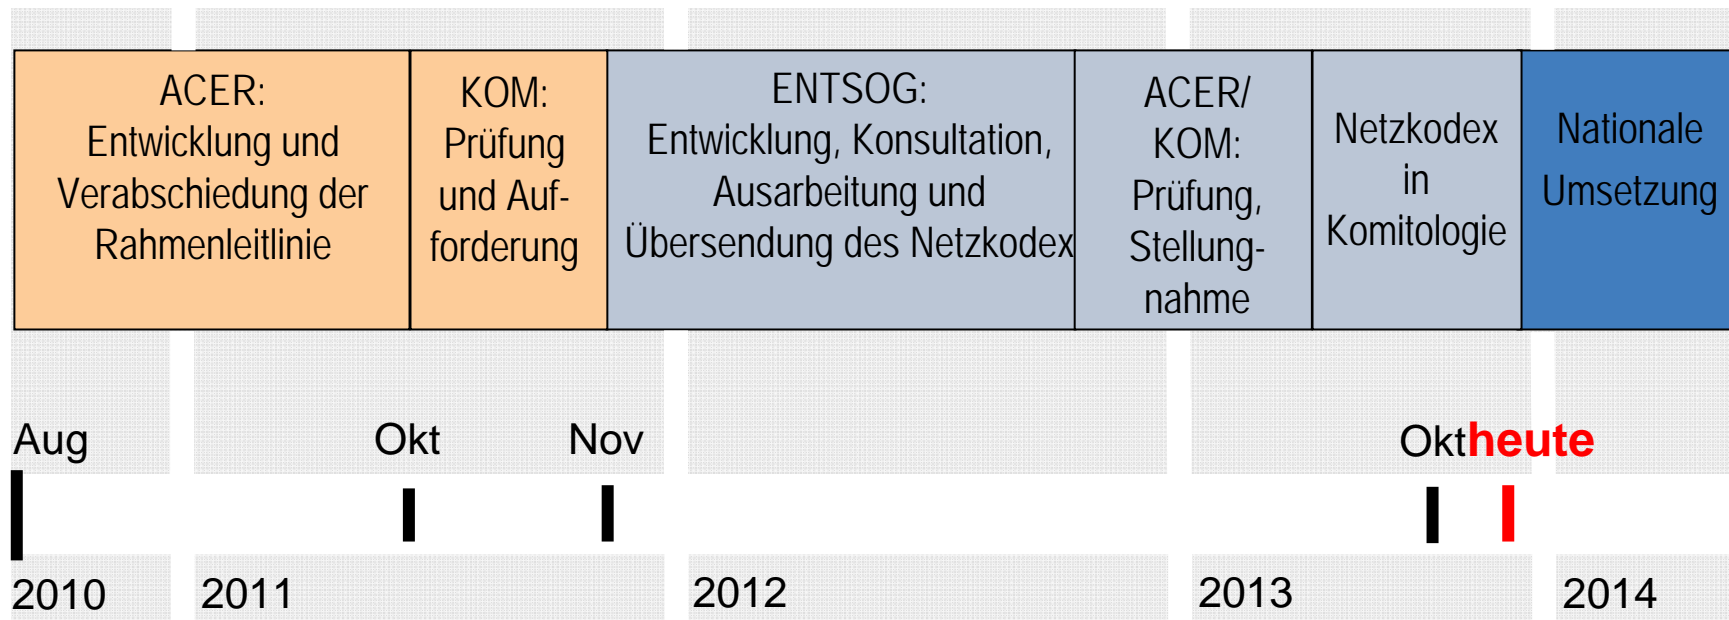 ACER:
Entwicklung und
Verabschiedung der
Rahmenleitlinie
KOM:
Prüfung
und Auf-
forderung
ENTSOG:
Entwicklung, Konsultation,
Ausarbeitung und
Übersendung des Netzkodex
ACER/
KOM:
Prüfung,
Stellung-
nahme
Netzkodex
in
Komitologie
Nationale
Umsetzung
Aug Okt Nov Okt heute
2010 2011 2012 2013 2014